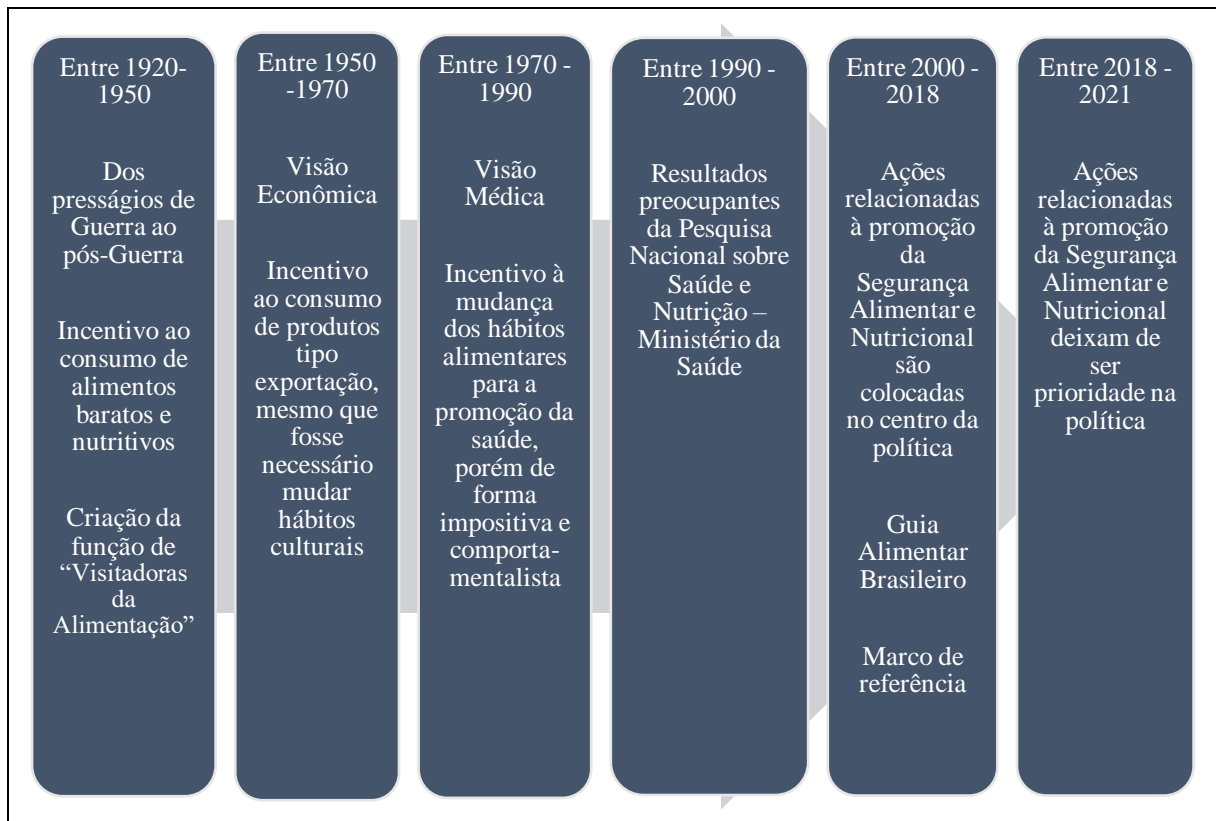 Entre 1920-
1950
Dos
presságios de
Guerra ao
pós-Guerra
Incentivo ao
consumo de
alimentos
baratos e
nutritivos
Criação da
função de
“Visitadoras
da
Alimentação”
Entre 1950
-1970
Visão
Econômica
Incentivo
ao consumo
de produtos
tipo
exportação,
mesmo que
fosse
necessário
mudar
hábitos
culturais
Entre 1970 -
1990
Visão
Médica
Incentivo à
mudança
dos hábitos
alimentares
para a
promoção da
saúde,
porém de
forma
impositiva e
comporta-
mentalista
Entre 1990 -
2000
Resultados
preocupantes
da Pesquisa
Nacional sobre
Saúde e
Nutrição –
Ministério da
Saúde
Entre 2000 -
2018
Ações
relacionadas
à promoção
da
Segurança
Alimentar e
Nutricional
são
colocadas
no centro da
política
Guia
Alimentar
Brasileiro
Marco de
referência
Entre 2018 -
2021
Ações
relacionadas
à promoção
da Segurança
Alimentar e
Nutricional
deixam de
ser
prioridade na
política